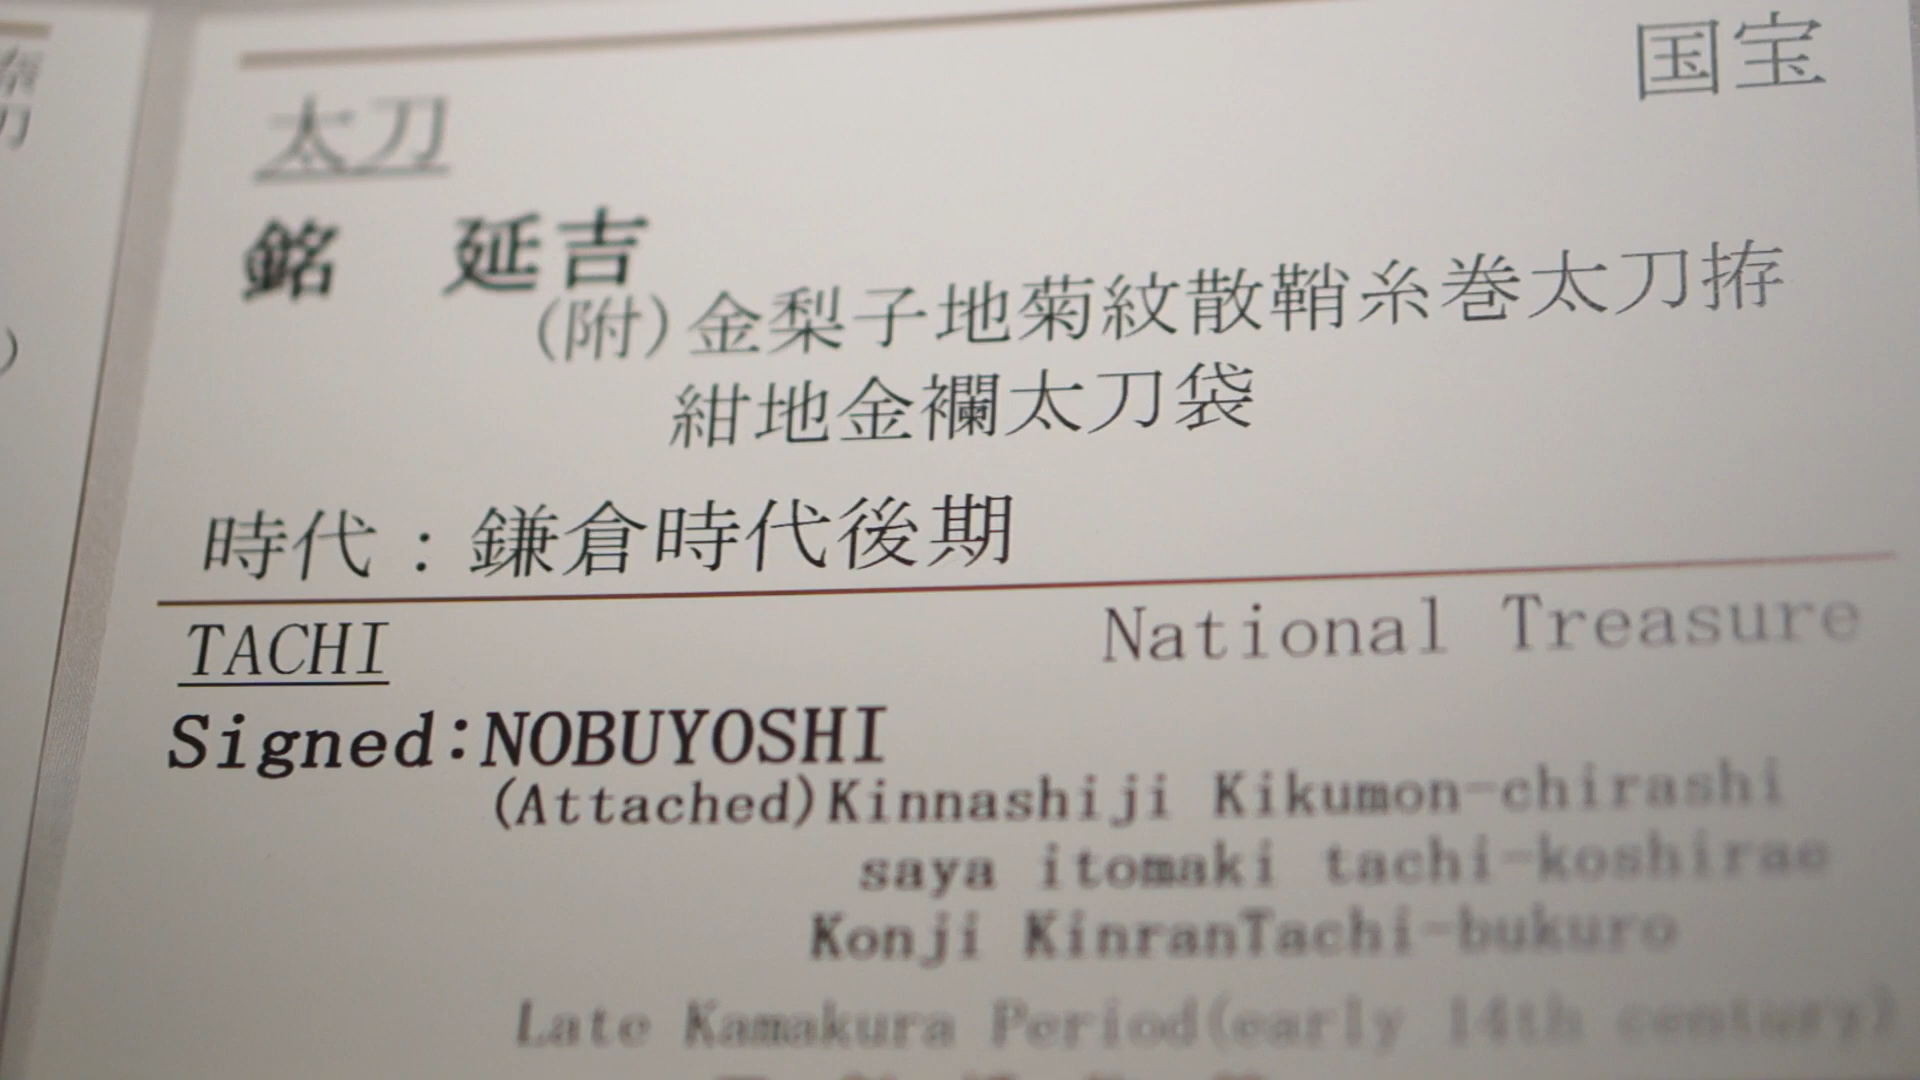 国宝
太刀
銘 延吉
(附)金梨子地菊紋散鞘糸巻太刀拵
紺地金襴太刀袋
時代：鎌倉時代後期
TACHI
National Treasure
Signed:NOBUYOSHI
(Attached)Kinnashiji Kikumon-chirashi
saya itomaki tachi-koshirae
Konji KinranTachi-bukuro
Late Kamakura Period(early 14th century)